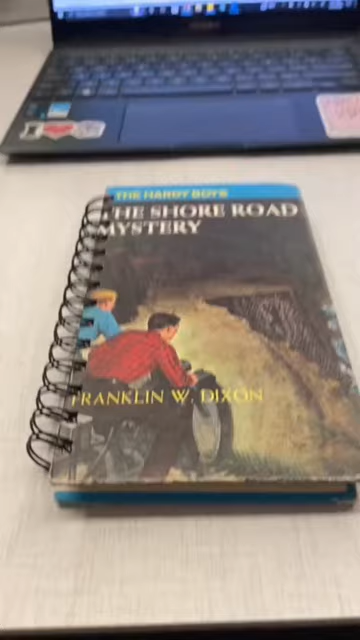 THE HARDY BOYS
THE SHORE ROAD
MYSTERY
FRANKLIN W. DIXON